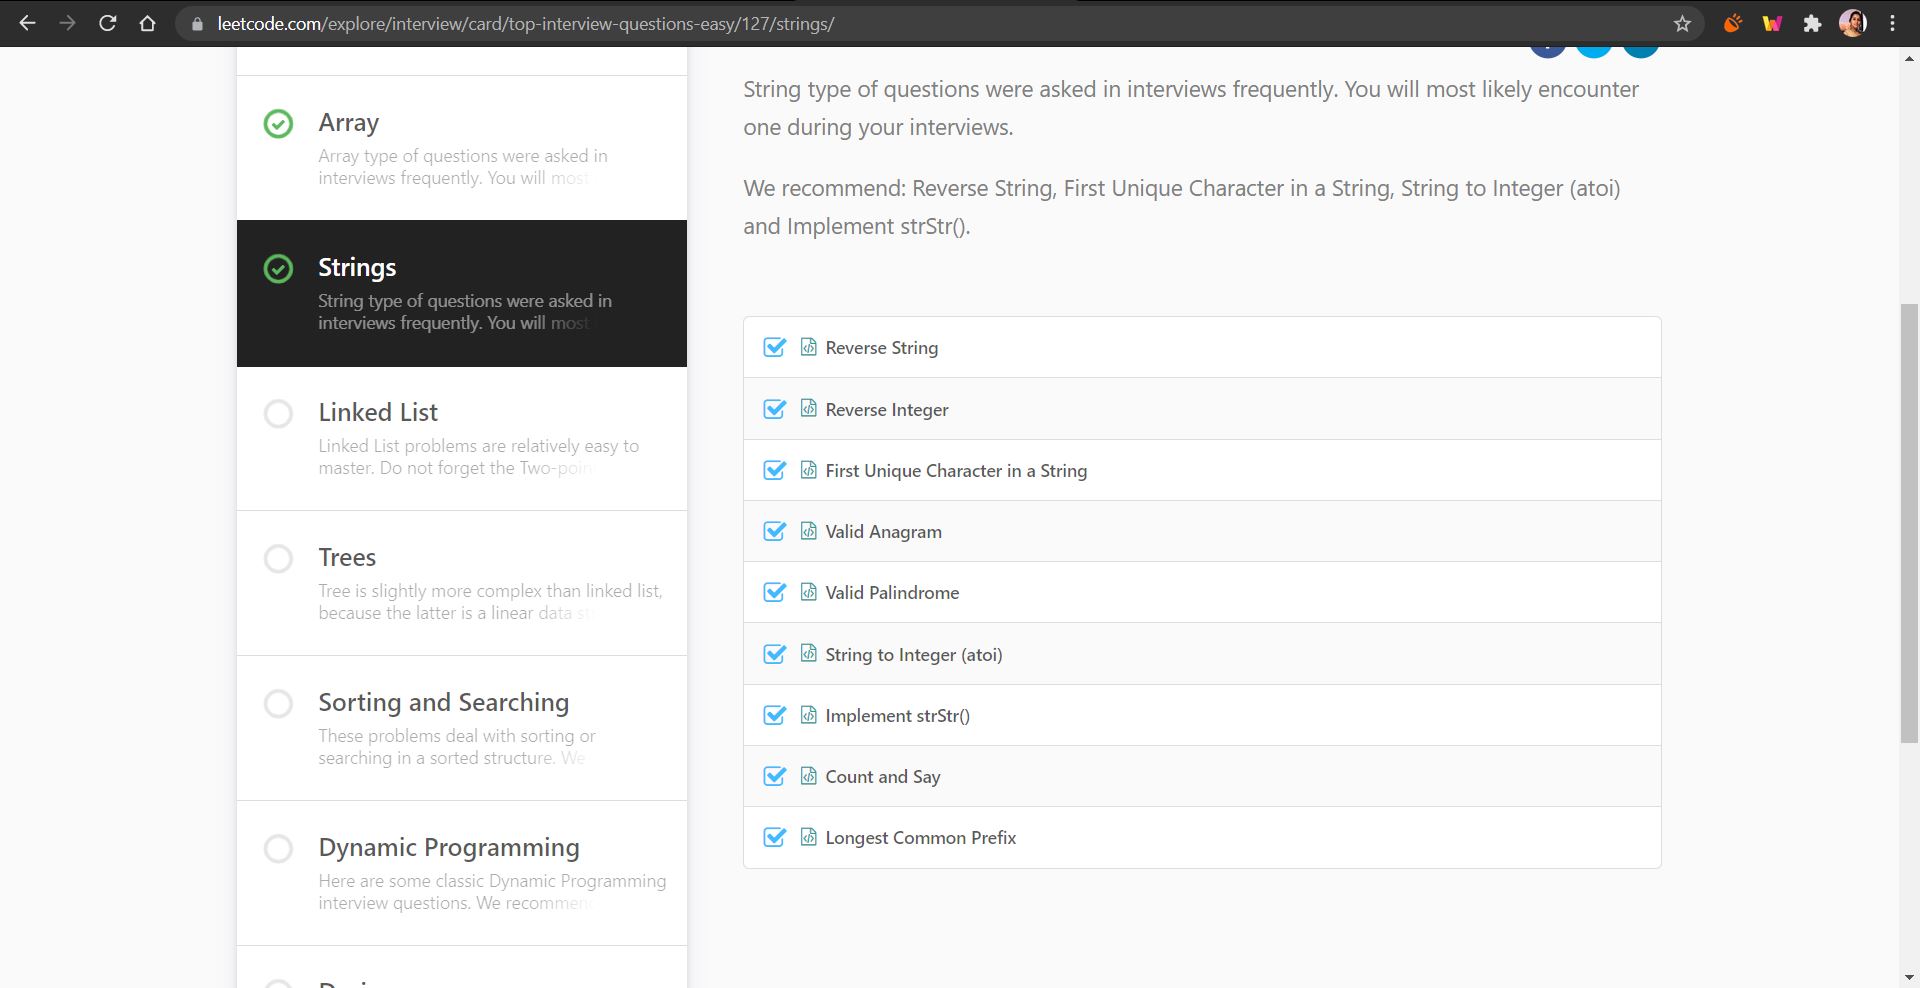 leetcode.com/explore/interview/card/top-interview-questions-easy/127/strings/
Array
Array type of questions were asked in
interviews frequently. You will most
Strings
String type of questions were asked in
interviews frequently. You will most
Linked List
Linked List problems are relatively easy to
master. Do not forget the Two-poin
Trees
Tree is slightly more complex than linked list,
because the latter is a linear data st
Sorting and Searching
These problems deal with sorting or
searching in a sorted structure. We
Dynamic Programming
Here are some classic Dynamic Programming
interview questions. We recommen
String type of questions were asked in interviews frequently. You will most likely encounter
one during your interviews.
We recommend: Reverse String, First Unique Character in a String, String to Integer (atoi)
and Implement strStr().
Reverse String
Reverse Integer
First Unique Character in a String
Valid Anagram
Valid Palindrome
String to Integer (atoi)
Implement strStr()
Count and Say
Longest Common Prefix